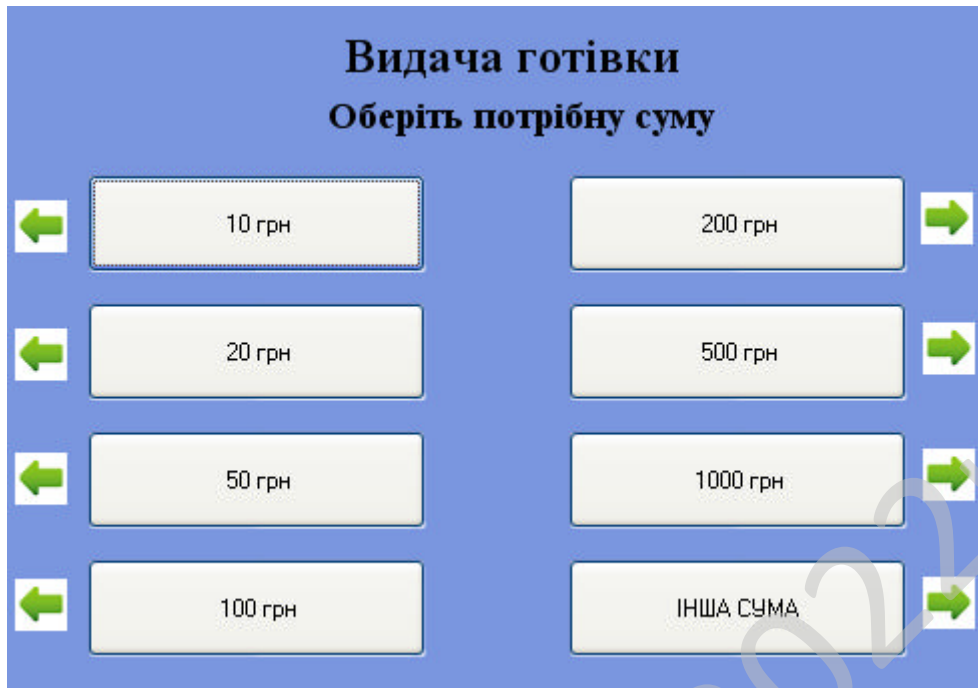 Видача готівки
Оберіть потрібну суму
10 грн
200 грн
20 грн
500 грн
50 грн
1000 грн
100 грн
ІНША СУМА